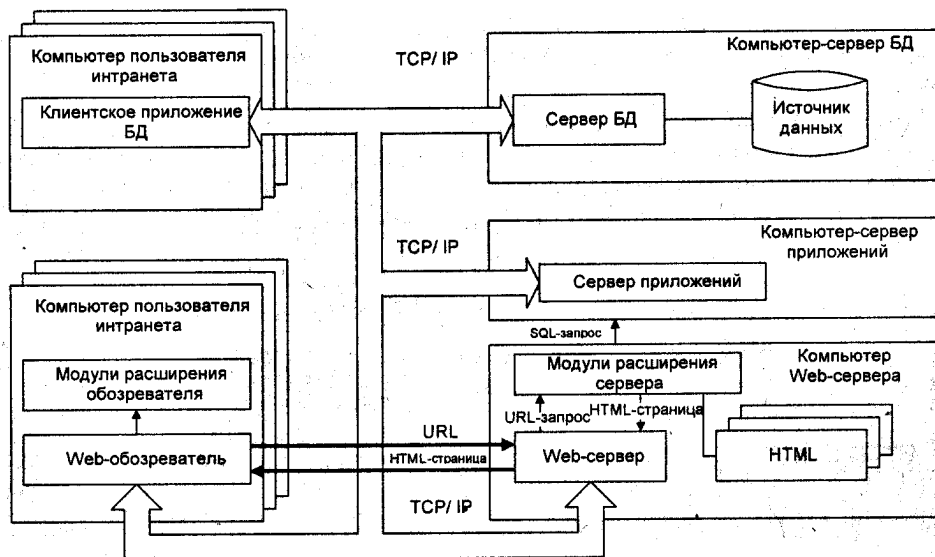 Компьютер пользователя
интранета
Клиентское приложение
БД
TCP/ IP
Компьютер-сервер БД
Сервер БД
Источник
данных
TCP/ IP
Компьютер-сервер
приложений
Сервер приложений
SQL-запрос
Компьютер пользователя
интранета
Модули расширения
обозревателя
Web-обозреватель
URL
HTML-страница
TCP/ IP
Компьютер
Web-сервера
Модули расширения
сервера
URL-запрос
HTML-страница
Web-сервер
HTML